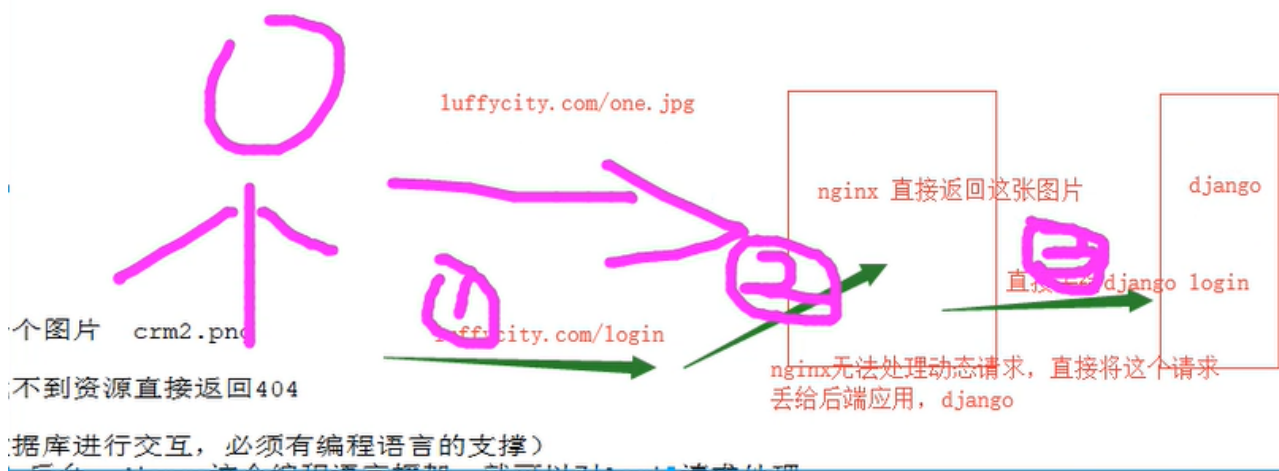 luffycity.com/one.jpg
nginx 直接返回这张图片
django
直接 django login
个图片 crm2.png
luffycity.com/login
nginx无法处理动态请求，直接将这个请求
丢给后端应用，django
不到资源直接返回404
据库进行交互，必须有编程语言的支撑）